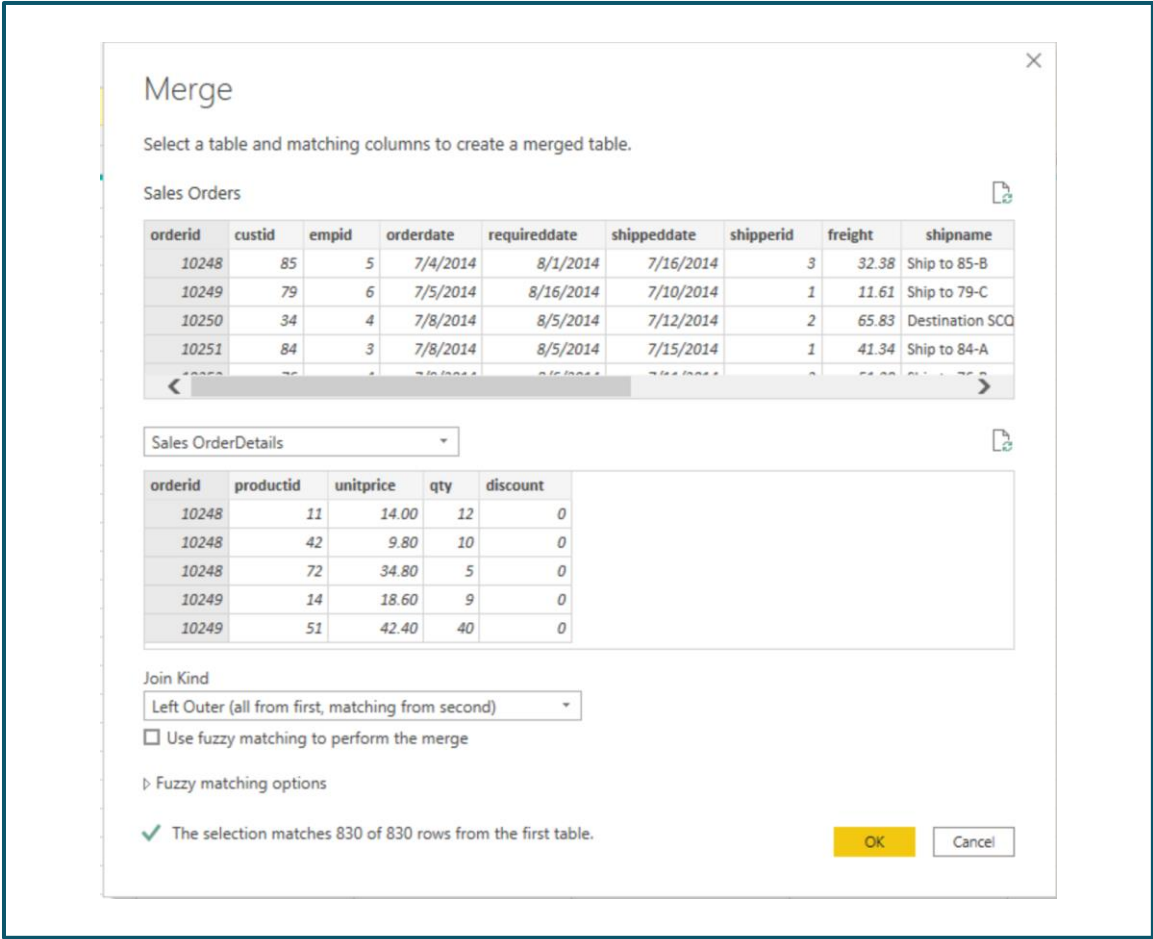 Merge
Select a table and matching columns to create a merged table.
Sales Orders
orderid custid empid orderdate requireddate shippeddate shipperid freight shipname
10248 85 5 7/4/2014 8/1/2014 7/16/2014 3 32.38 Ship to 85-B
10249 79 6 7/5/2014 8/16/2014 7/10/2014 1 11.61 Ship to 79-C
10250 34 4 7/8/2014 8/5/2014 7/12/2014 2 65.83 Destination SCQ
10251 84 3 7/8/2014 8/5/2014 7/15/2014 1 41.34 Ship to 84-A
Sales OrderDetails
orderid productid unitprice qty discount
10248 11 14.00 12 0
10248 42 9.80 10 0
10248 72 34.80 5 0
10249 14 18.60 9 0
10249 51 42.40 40 0
Join Kind
Left Outer (all from first, matching from second)
Use fuzzy matching to perform the merge
Fuzzy matching options
The selection matches 830 of 830 rows from the first table.
OK Cancel